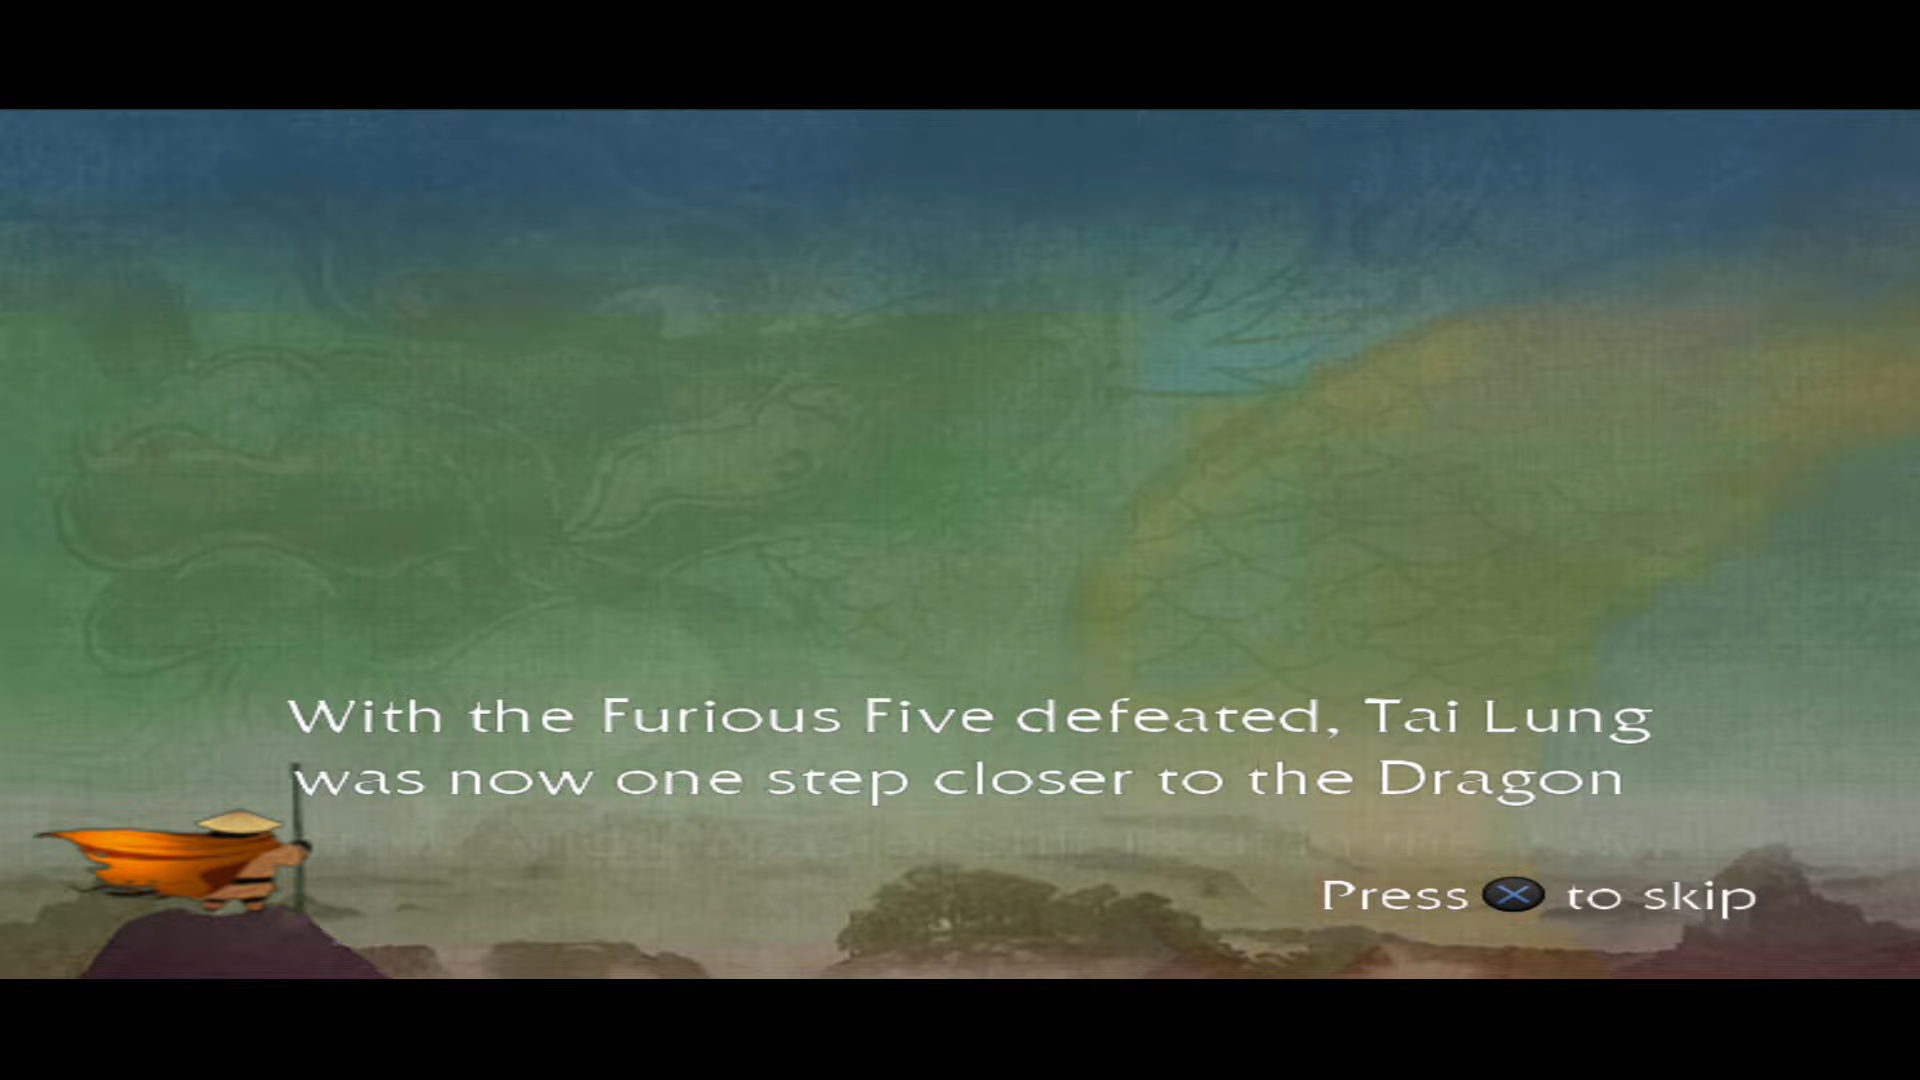 With the Furious Five defeated, Tai Lung
was now one step closer to the Dragon
Press to skip